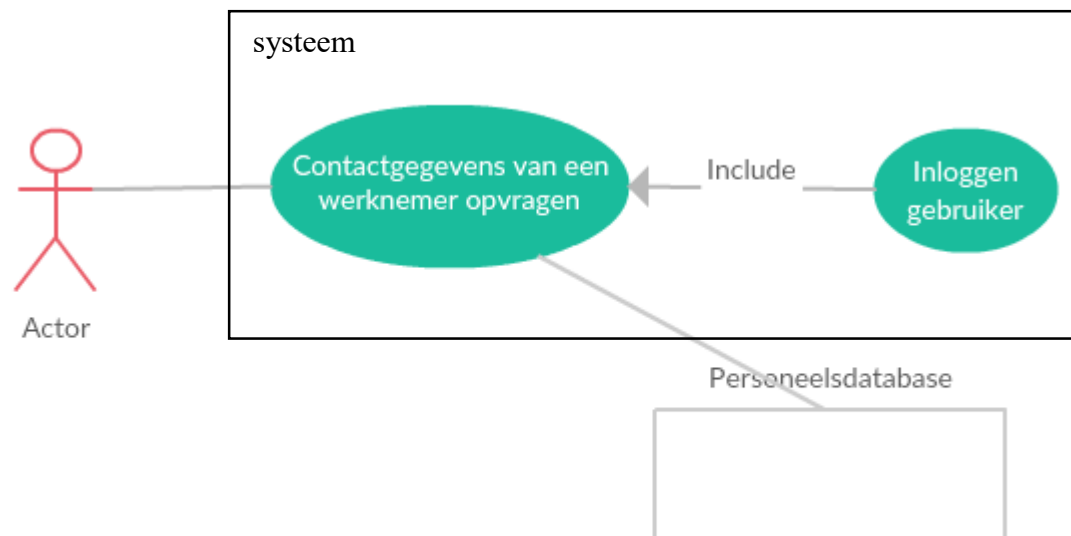 systeem
Contactgegevens van een
werknemer opvragen
Include
Inloggen
gebruiker
Actor
Personeelsdatabase